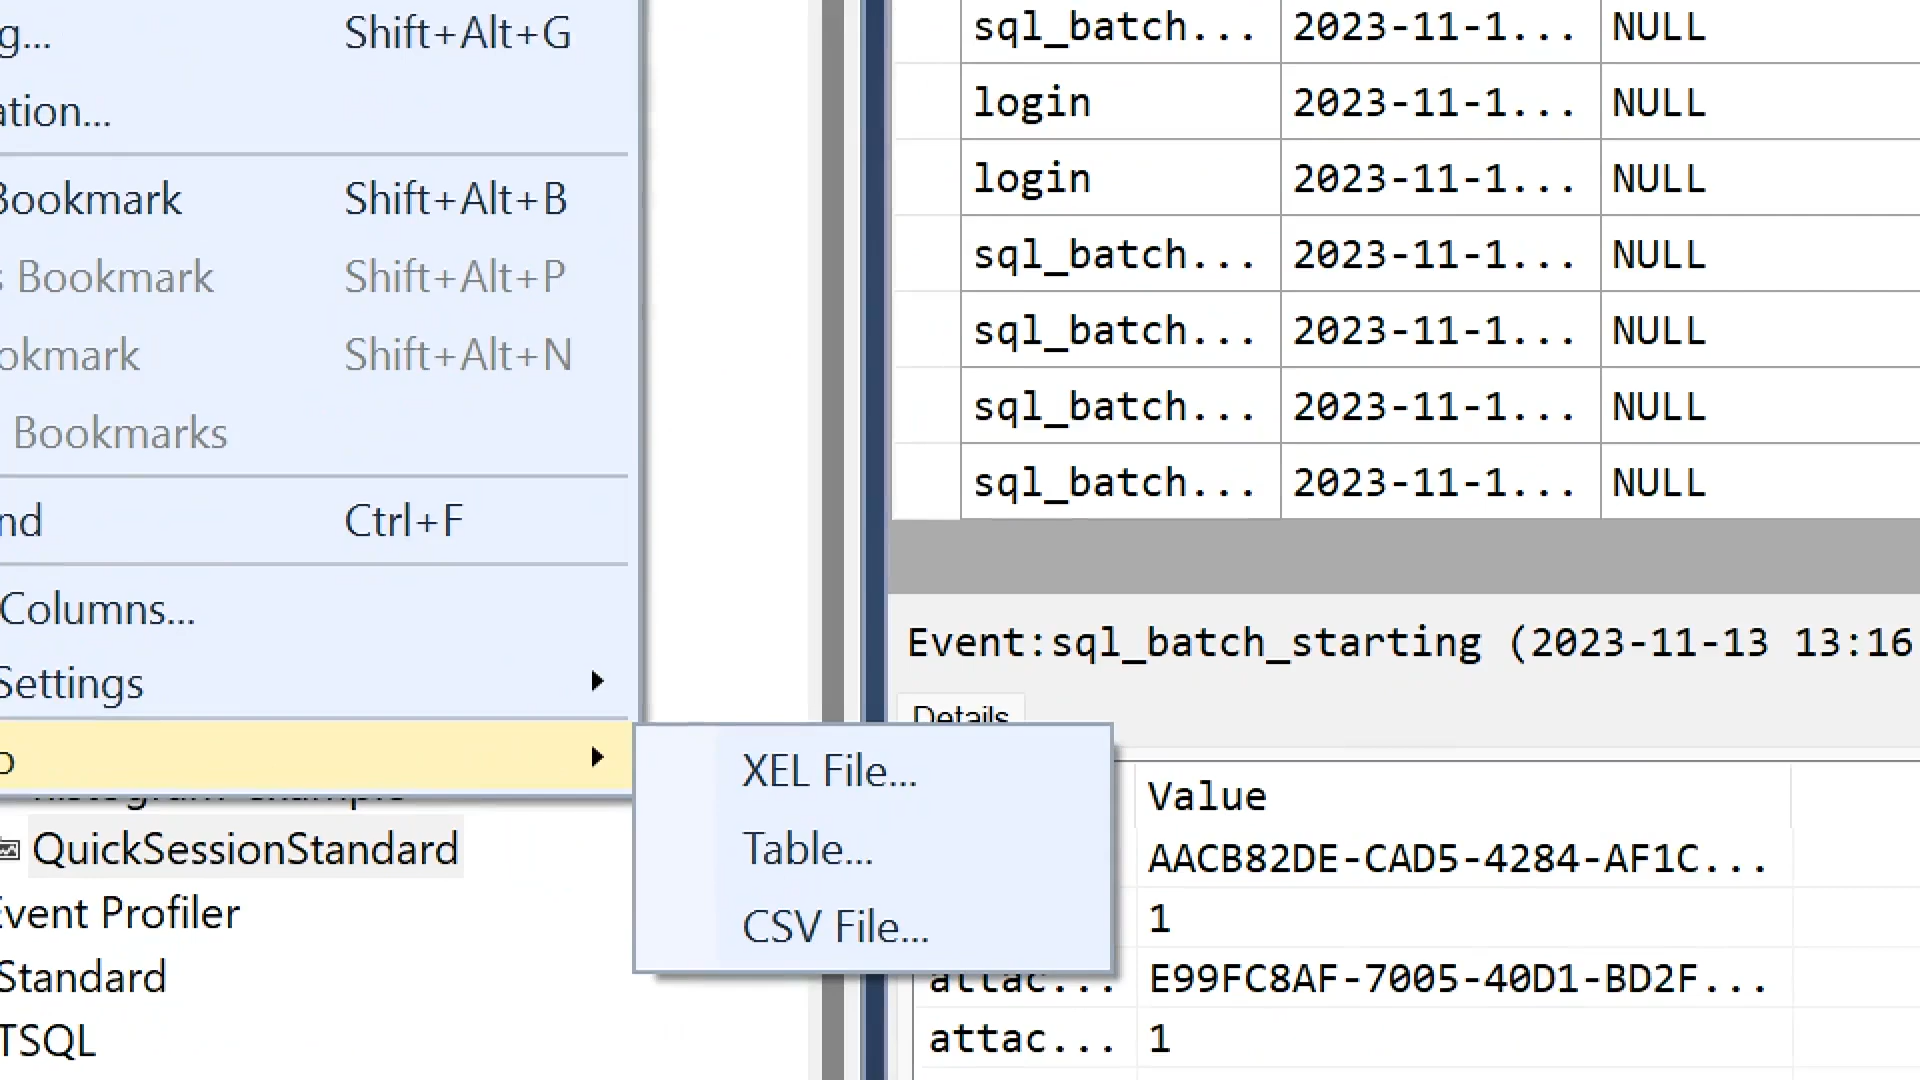 g... Shift+Alt+G
ation...
Bookmark Shift+Alt+B
s Bookmark Shift+Alt+P
okmark Shift+Alt+N
Bookmarks
nd Ctrl+F
Columns...
Settings
o
XEL File...
Table...
CSV File...
QuickSessionStandard
Event Profiler
Standard
TSQL
sql_batch... 2023-11-1... NULL
login 2023-11-1... NULL
login 2023-11-1... NULL
sql_batch... 2023-11-1... NULL
sql_batch... 2023-11-1... NULL
sql_batch... 2023-11-1... NULL
sql_batch... 2023-11-1... NULL
Event:sql_batch_starting (2023-11-13 13:16
Details
Value
AACB82DE-CAD5-4284-AF1C...
1
attac... E99FC8AF-7005-40D1-BD2F...
attac... 1